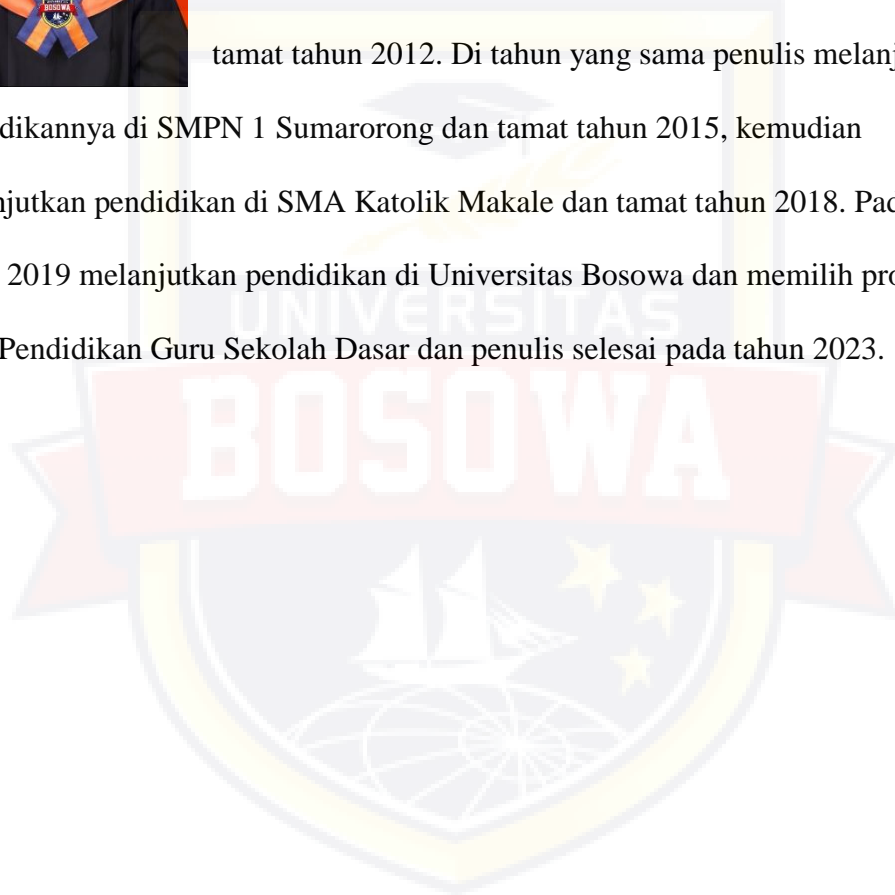 BOSOWA
tamat tahun 2012. Di tahun yang sama penulis melanj
dikannya di SMPN 1 Sumarorong dan tamat tahun 2015, kemudian
njutkan pendidikan di SMA Katolik Makale dan tamat tahun 2018. Pad
2019 melanjutkan pendidikan di Universitas Bosowa dan memilih pro
Pendidikan Guru Sekolah Dasar dan penulis selesai pada tahun 2023.
UNIVERSITAS
BOSOWA